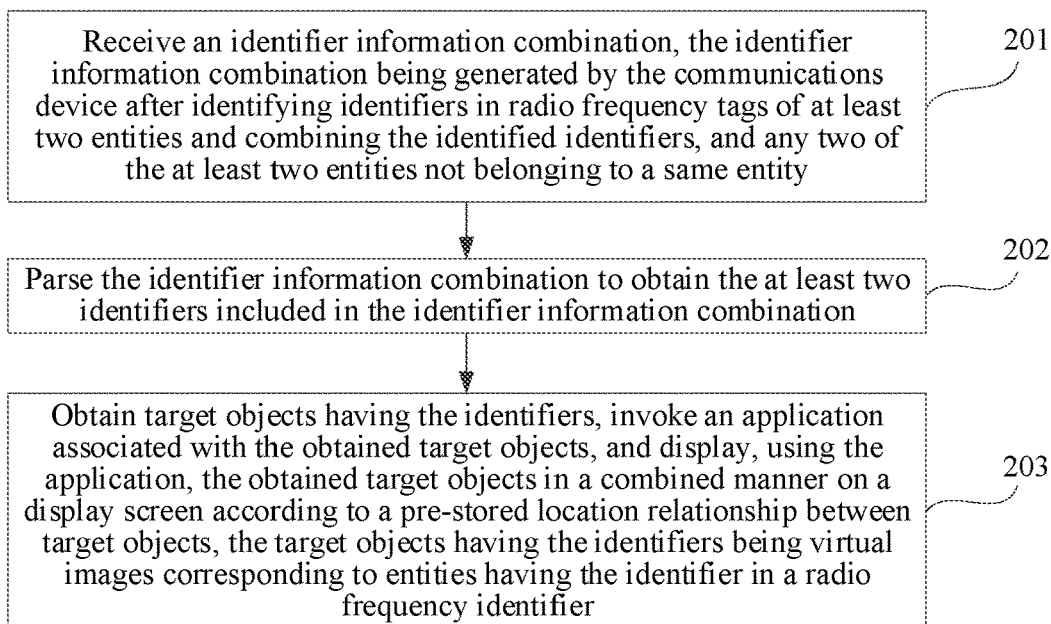 Receive an identifier information combination, the identifier
information combination being generated by the communications
device after identifying identifiers in radio frequency tags of at least
two entities and combining the identified identifiers, and any two of
the at least two entities not belonging to a same entity
201
Parse the identifier information combination to obtain the at least two
identifiers included in the identifier information combination
202
Obtain target objects having the identifiers, invoke an application
associated with the obtained target objects, and display, using the
application, the obtained target objects in a combined manner on a
display screen according to a pre-stored location relationship between
target objects, the target objects having the identifiers being virtual
images corresponding to entities having the identifier in a radio
frequency identifier
203